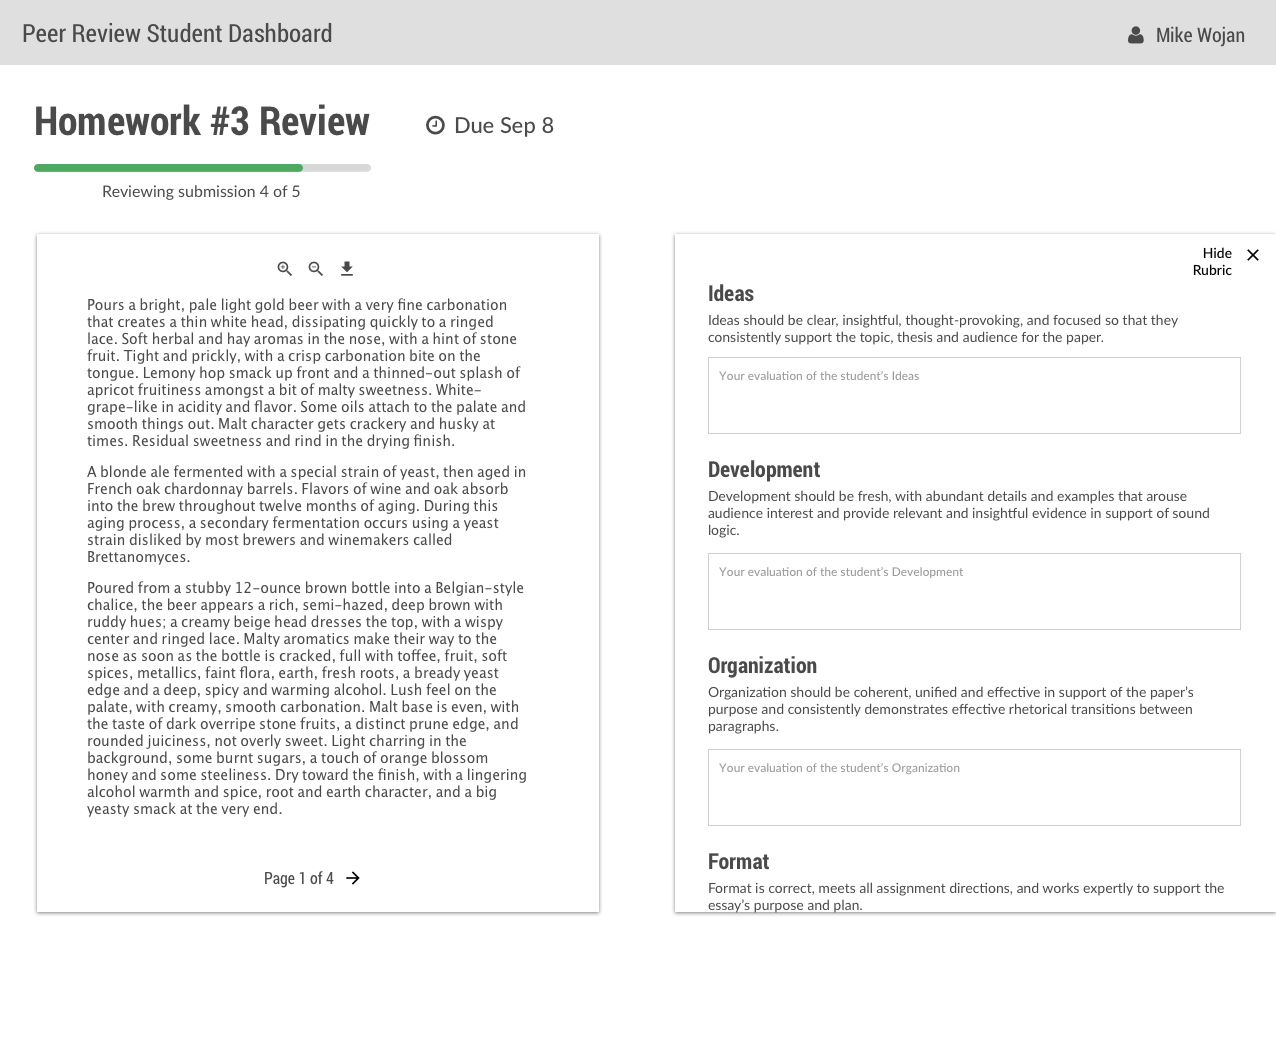 Peer Review Student Dashboard
Mike Wojan
Homework #3 Review
Due Sep 8
Reviewing submission 4 of 5
Pours a bright, pale light gold beer with a very fine carbonation
that creates a thin white head, dissipating quickly to a ringed
lace. Soft herbal and hay aromas in the nose, with a hint of stone
fruit. Tight and prickly, with a crisp carbonation bite on the
tongue. Lemony hop smack up front and a thinned-out splash of
apricot fruitiness amongst a bit of malty sweetness. White-
grape-like in acidity and flavor. Some oils attach to the palate and
smooth things out. Malt character gets crackery and husky at
times. Residual sweetness and rind in the drying finish.
A blonde ale fermented with a special strain of yeast, then aged in
French oak chardonnay barrels. Flavors of wine and oak absorb
into the brew throughout twelve months of aging. During this
aging process, a secondary fermentation occurs using a yeast
strain disliked by most brewers and winemakers called
Brettanomyces.
Poured from a stubby 12-ounce brown bottle into a Belgian-style
chalice, the beer appears a rich, semi-hazed, deep brown with
ruddy hues; a creamy beige head dresses the top, with a wispy
center and ringed lace. Malty aromatics make their way to the
nose as soon as the bottle is cracked, full with toffee, fruit, soft
spices, metallics, faint flora, earth, fresh roots, a bready yeast
edge and a deep, spicy and warming alcohol. Lush feel on the
palate, with creamy, smooth carbonation. Malt base is even, with
the taste of dark overripe stone fruits, a distinct prune edge, and
rounded juiciness, not overly sweet. Light charring in the
background, some burnt sugars, a touch of orange blossom
honey and some steeliness. Dry toward the finish, with a lingering
alcohol warmth and spice, root and earth character, and a big
yeasty smack at the very end.
Page 1 of 4
Hide
Rubric
Ideas
Ideas should be clear, insightful, thought-provoking, and focused so that they
consistently support the topic, thesis and audience for the paper.
Your evaluation of the student's Ideas
Development
Development should be fresh, with abundant details and examples that arouse
audience interest and provide relevant and insightful evidence in support of sound
logic.
Your evaluation of the student's Development
Organization
Organization should be coherent, unified and effective in support of the paper's
purpose and consistently demonstrates effective rhetorical transitions between
paragraphs.
Your evaluation of the student's Organization
Format
Format is correct, meets all assignment directions, and works expertly to support the
essay's purpose and plan.